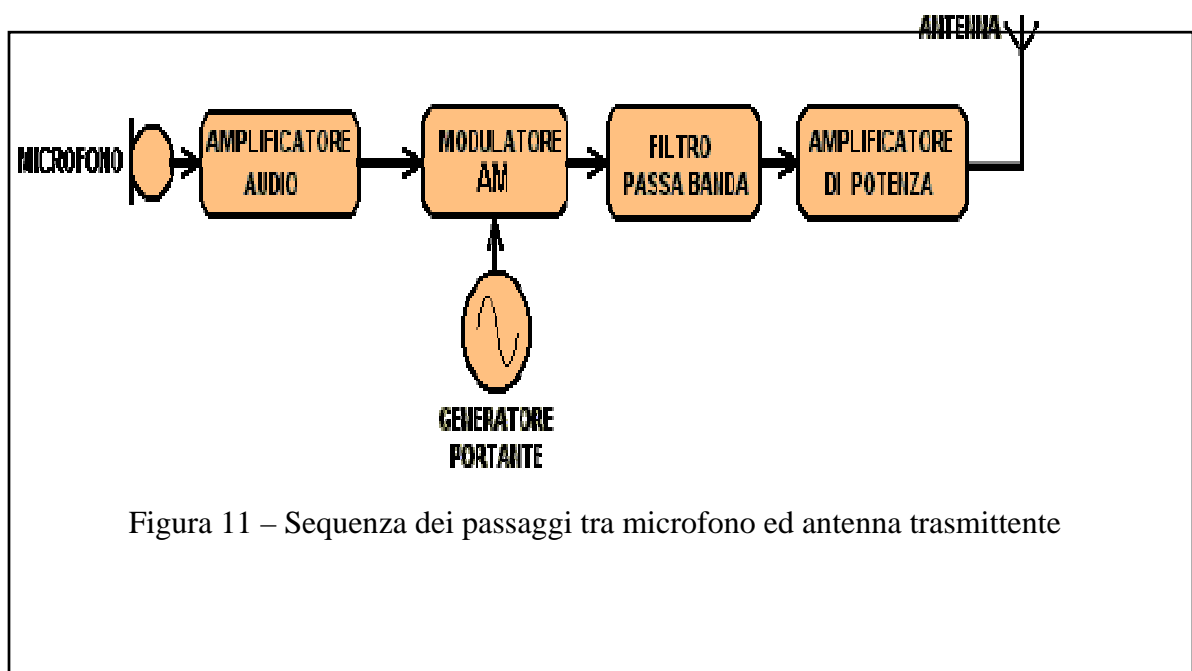 ANTENNA
MICROFONO
AMPLIFICATORE
AUDIO
MODULATORE
AM
FILTRO
PASSA BANDA
AMPLIFICATORE
DI POTENZA
GENERATORE
PORTANTE
Figura 11 – Sequenza dei passaggi tra microfono ed antenna trasmittente